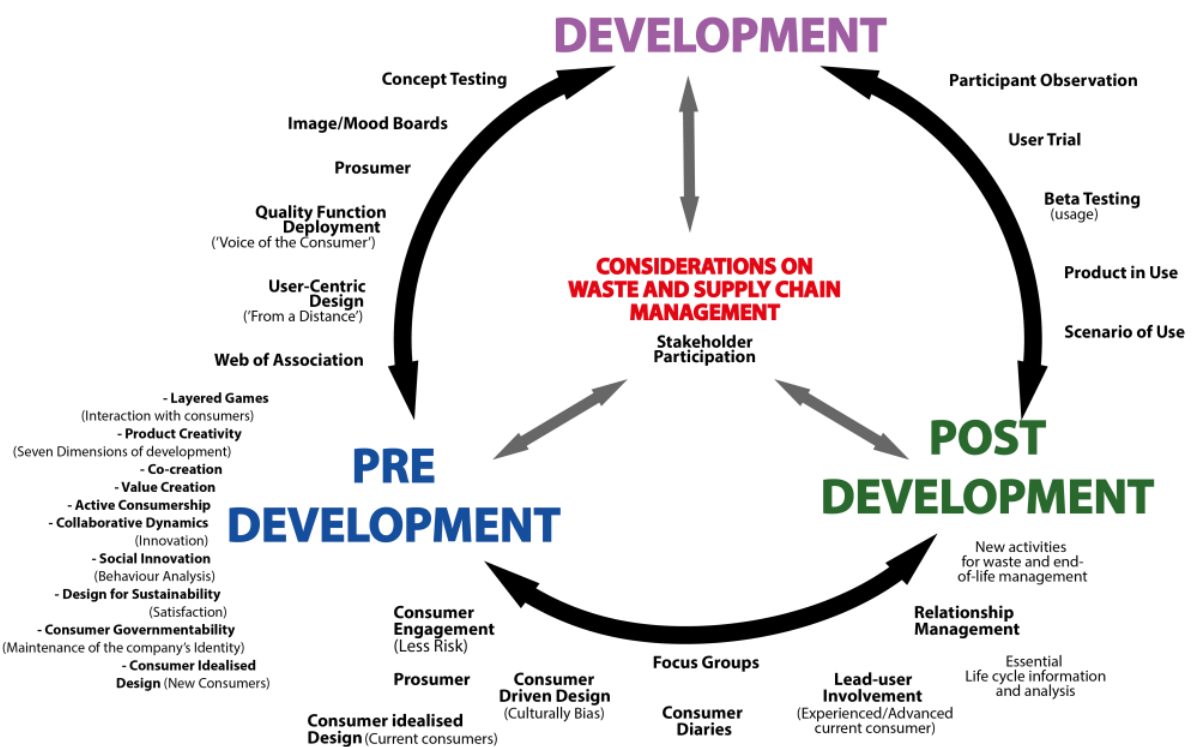 DEVELOPMENT
Concept Testing
Image/Mood Boards
Prosumer
Quality Function
Deployment
('Voice of the Consumer')
User-Centric
Design
('From a Distance')
Web of Association
Participant Observation
User Trial
Beta Testing
(usage)
Product in Use
Scenario of Use
CONSIDERATIONS ON
WASTE AND SUPPLY CHAIN
MANAGEMENT
Stakeholder
Participation
- Layered Games
(Interaction with consumers)
- Product Creativity
(Seven Dimensions of development)
- Co-creation
- Value Creation
- Active Consumership
- Collaborative Dynamics
(Innovation)
- Social Innovation
(Behaviour Analysis)
- Design for Sustainability
(Satisfaction)
- Consumer Governmentability
(Maintenance of the company's Identity)
- Consumer Idealised
Design (New Consumers)
PRE
DEVELOPMENT
POST
DEVELOPMENT
New activities
for waste and end-
of-life management
Consumer
Engagement
(Less Risk)
Prosumer
Consumer idealised
Design (Current consumers)
Consumer
Driven Design
(Culturally Bias)
Focus Groups
Consumer
Diaries
Lead-user
Involvement
(Experienced/Advanced
current consumer)
Relationship
Management
Essential
Life cycle information
and analysis